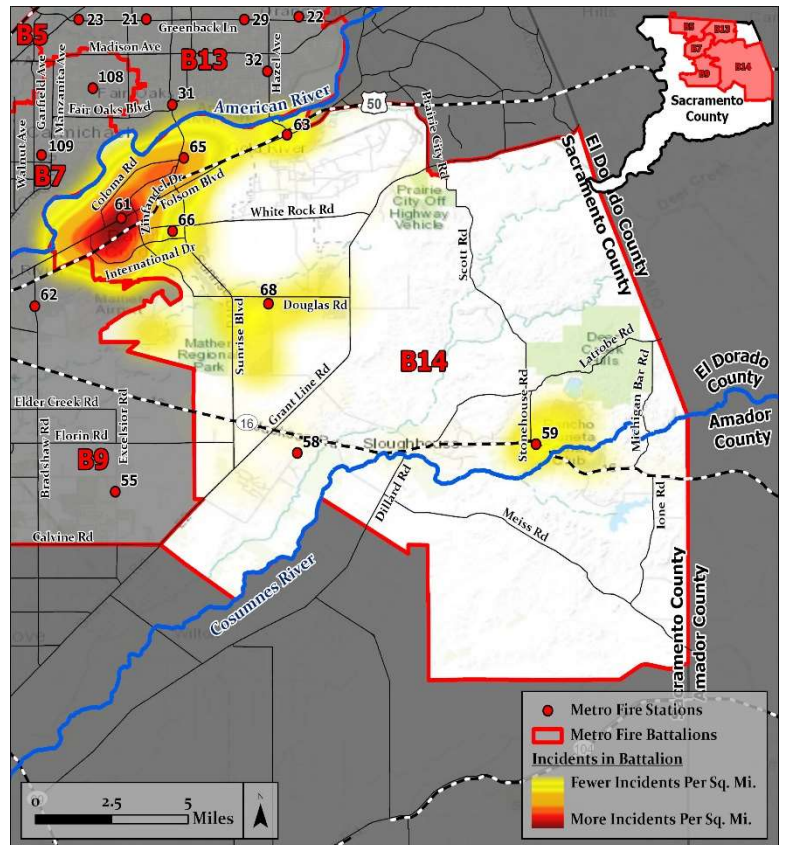 23
21
29
22
Greenback Ln
B5
Madison Ave
B13
32
Hazel Ave
Garfield Ave
Manzanita Ave
108
Fair Oaks
31
Fair Oaks Blvd
American River
50
Prairie City Rd
63
Walnut Ave
109
B7
65
Coloma Rd
Zinfandel Dr
Folsom Blvd
61
66
White Rock Rd
International Dr
Prairie City Off Highway Vehicle
Scott Rd
El Dorado County
Sacramento County
62
68
Douglas Rd
Mather Regional Park
Sunrise Blvd
Grant Line Rd
B14
Latrobe Rd
Michigan Bar Rd
Stonehouse Rd
El Dorado County
Amador County
Elder Creek Rd
16
Florin Rd
Excelsior Rd
Bradshaw Rd
B9
55
58
Sloughhouse
59
Dillard Rd
Ione Rd
Meiss Rd
Calvine Rd
Cosumnes River
Sacramento County
Amador County
104
B5
B13
B7
B14
B9
Sacramento County
Metro Fire Stations
Metro Fire Battalions
Incidents in Battalion
Fewer Incidents Per Sq. Mi.
More Incidents Per Sq. Mi.
0 2.5 5
Miles
N